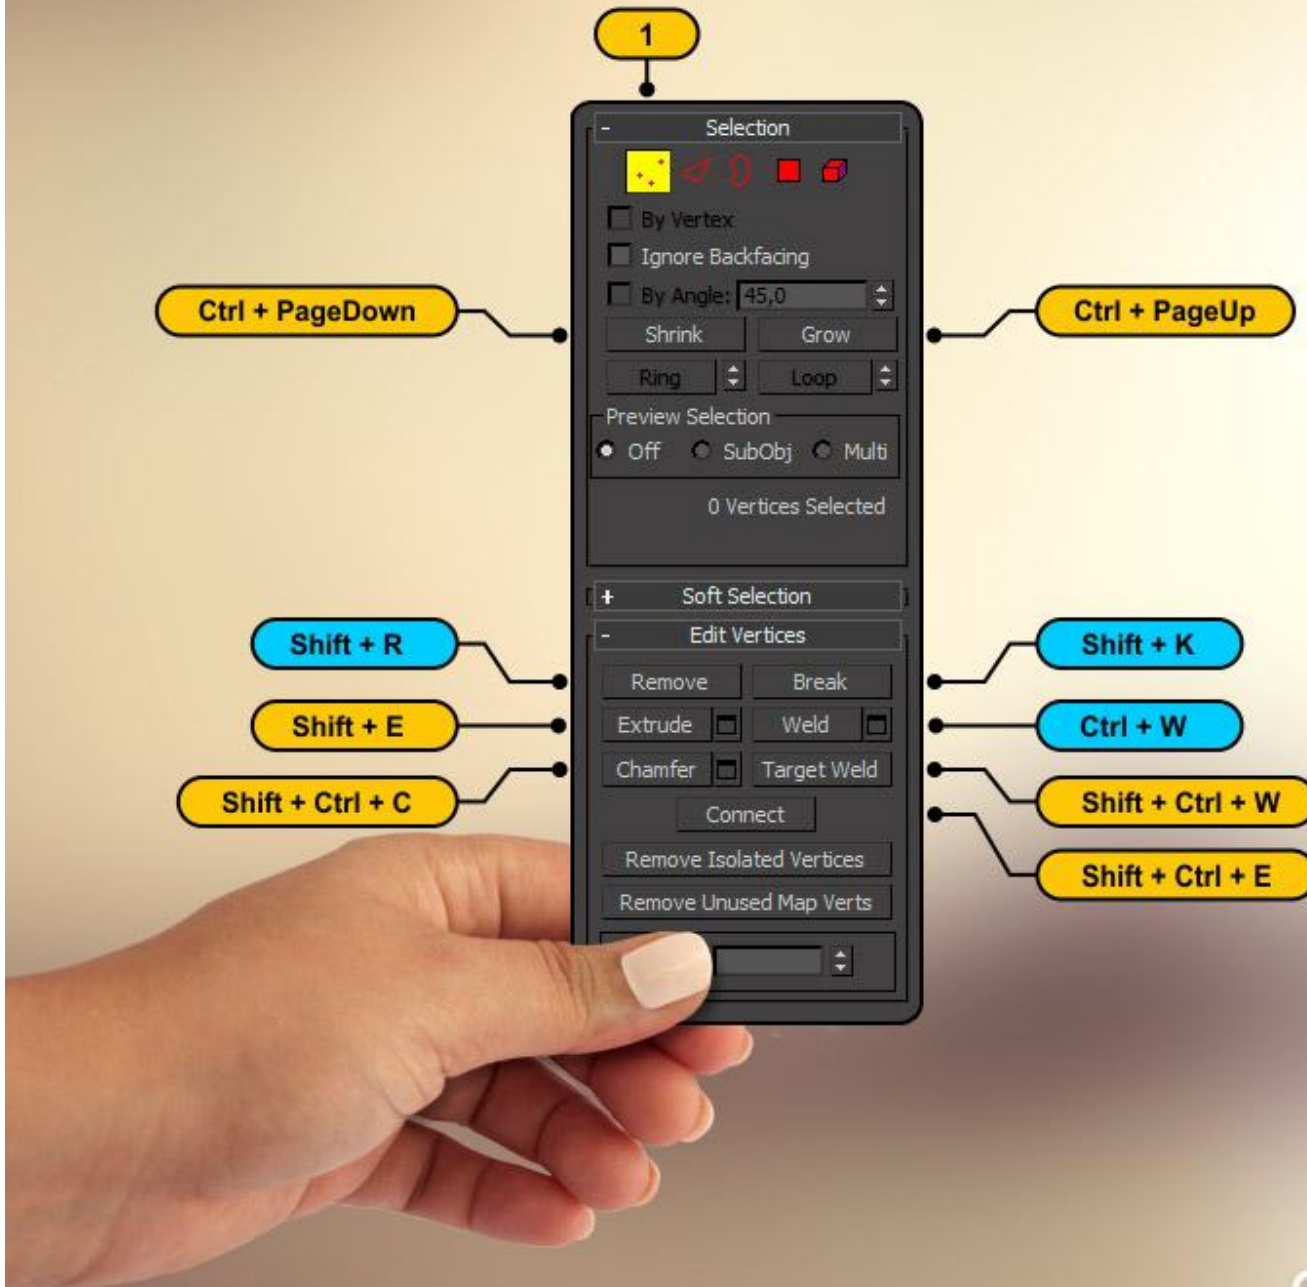 1
- Selection
By Vertex
Ignore Backfacing
By Angle: 45,0
Ctrl + PageDown
Ctrl + PageUp
Shrink Grow
Ring Loop
Preview Selection
Off SubObj Multi
0 Vertices Selected
+ Soft Selection
- Edit Vertices
Shift + R
Remove Break
Shift + K
Shift + E
Extrude Weld
Ctrl + W
Shift + Ctrl + C
Chamfer Target Weld
Shift + Ctrl + W
Connect
Shift + Ctrl + E
Remove Isolated Vertices
Remove Unused Map Verts